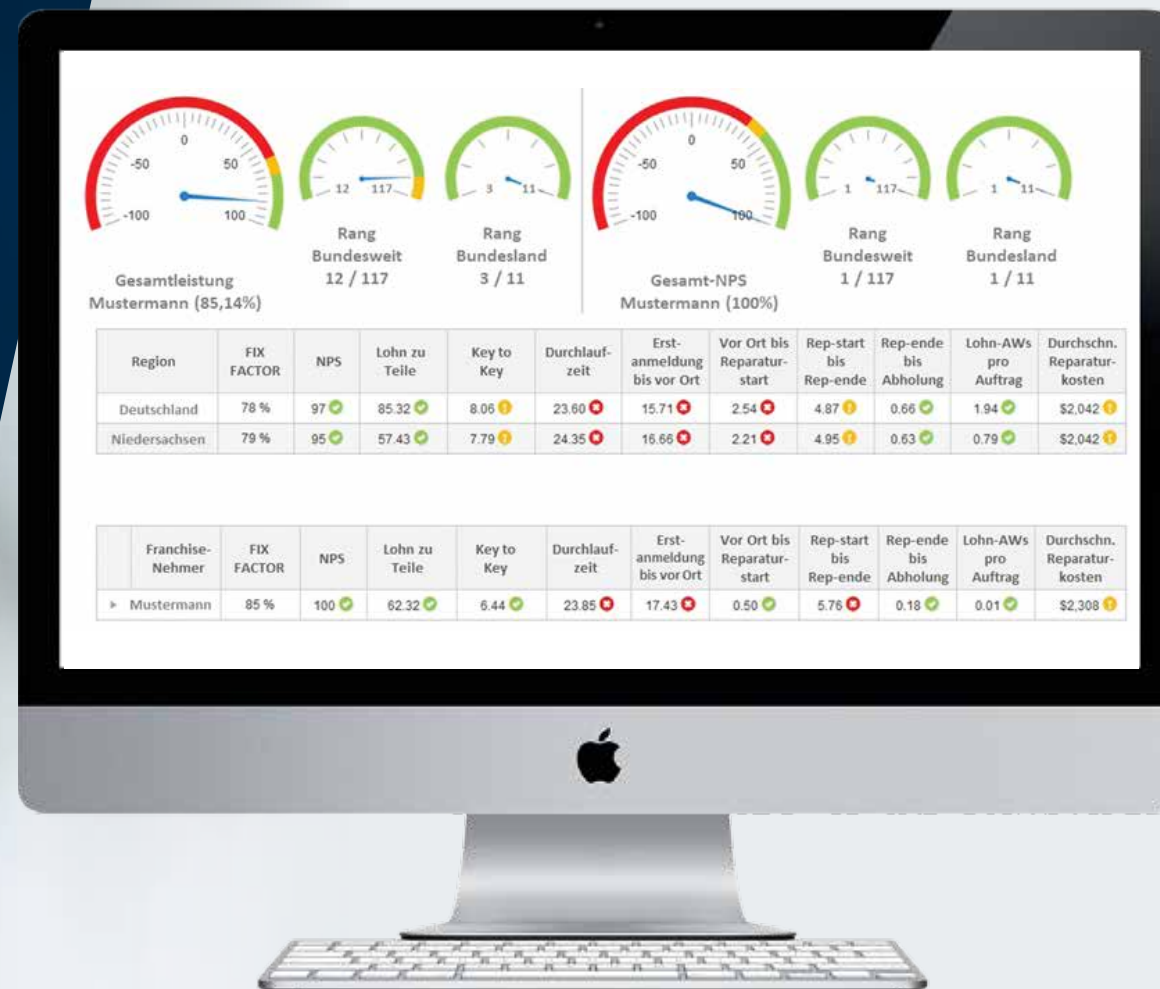 0
-50 50
-100 100
12 117
3 11
0
-50 50
-100 100
1 117
1 11
Gesamtleistung
Mustermann (85,14%)
Rang
Bundesweit
12 / 117
Rang
Bundesland
3 / 11
Gesamt-NPS
Mustermann (100%)
Rang
Bundesweit
1 / 117
Rang
Bundesland
1 / 11
Region FIX FACTOR NPS Lohn zu Teile Key to Key Durchlauf-zeit Erst-anmeldung bis vor Ort Vor Ort bis Reparatur-start Rep-start bis Rep-ende Rep-ende bis Abholung Lohn-AWs pro Auftrag Durchschn. Reparatur-kosten
Deutschland 78 % 97 85.32 8.06 23.60 15.71 2.54 4.87 0.66 1.94 $2,042
Niedersachsen 79 % 95 57.43 7.79 24.35 16.66 2.21 4.95 0.63 0.79 $2,042
Franchise-Nehmer FIX FACTOR NPS Lohn zu Teile Key to Key Durchlauf-zeit Erst-anmeldung bis vor Ort Vor Ort bis Reparatur-start Rep-start bis Rep-ende Rep-ende bis Abholung Lohn-AWs pro Auftrag Durchschn. Reparatur-kosten
Mustermann 85 % 100 62.32 6.44 23.85 17.43 0.50 5.76 0.18 0.01 $2,308